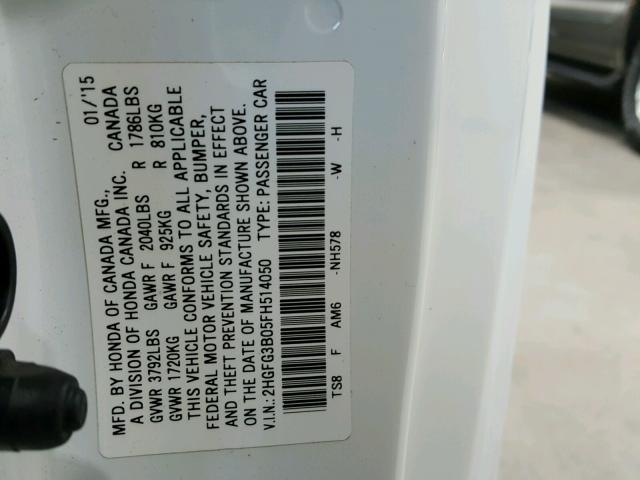 MFD. BY HONDA OF CANADA MFG., 01/'15
A DIVISION OF HONDA CANADA INC. CANADA
GVWR 3792LBS GAWR F 2040LBS R 1786LBS
GVWR 1720KG GAWR F 925KG R 810KG
THIS VEHICLE CONFORMS TO ALL APPLICABLE
FEDERAL MOTOR VEHICLE SAFETY, BUMPER,
AND THEFT PREVENTION STANDARDS IN EFFECT
ON THE DATE OF MANUFACTURE SHOWN ABOVE.
V.I.N.: 2HGFG3B05FH514050 TYPE: PASSENGER CAR
TS8 F AM6 -NH578 -W -H